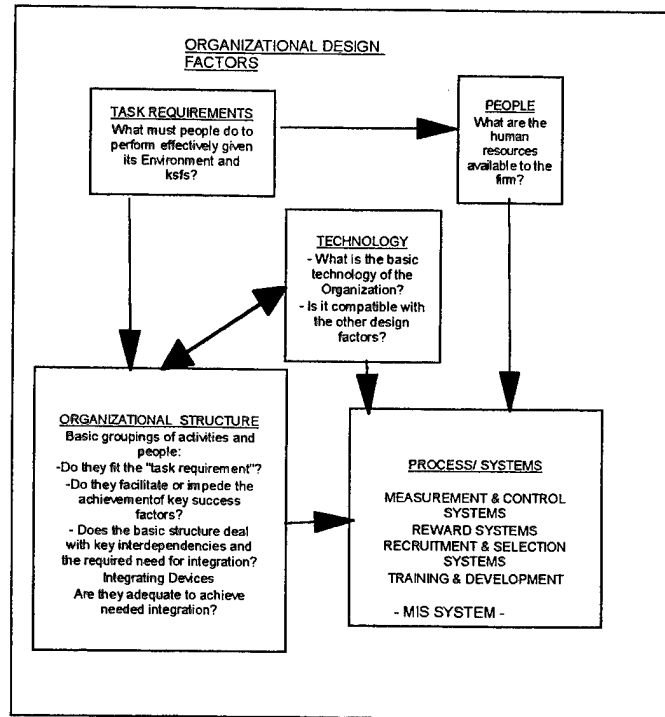 ORGANIZATIONAL DESIGN
FACTORS
TASK REQUIREMENTS
What must people do to
perform effectively given
its Environment and
ksfs?
PEOPLE
What are the
human
resources
available to the
firm?
TECHNOLOGY
- What is the basic
technology of the
Organization?
- Is it compatible with
the other design
factors?
ORGANIZATIONAL STRUCTURE
Basic groupings of activities and
people:
-Do they fit the "task requirement"?
-Do they facilitate or impede the
achievementof key success
factors?
- Does the basic structure deal
with key interdependencies and
the required need for integration?
Integrating Devices
Are they adequate to achieve
needed integration?
PROCESS/ SYSTEMS
MEASUREMENT & CONTROL
SYSTEMS
REWARD SYSTEMS
RECRUITMENT & SELECTION
SYSTEMS
TRAINING & DEVELOPMENT
- MIS SYSTEM -